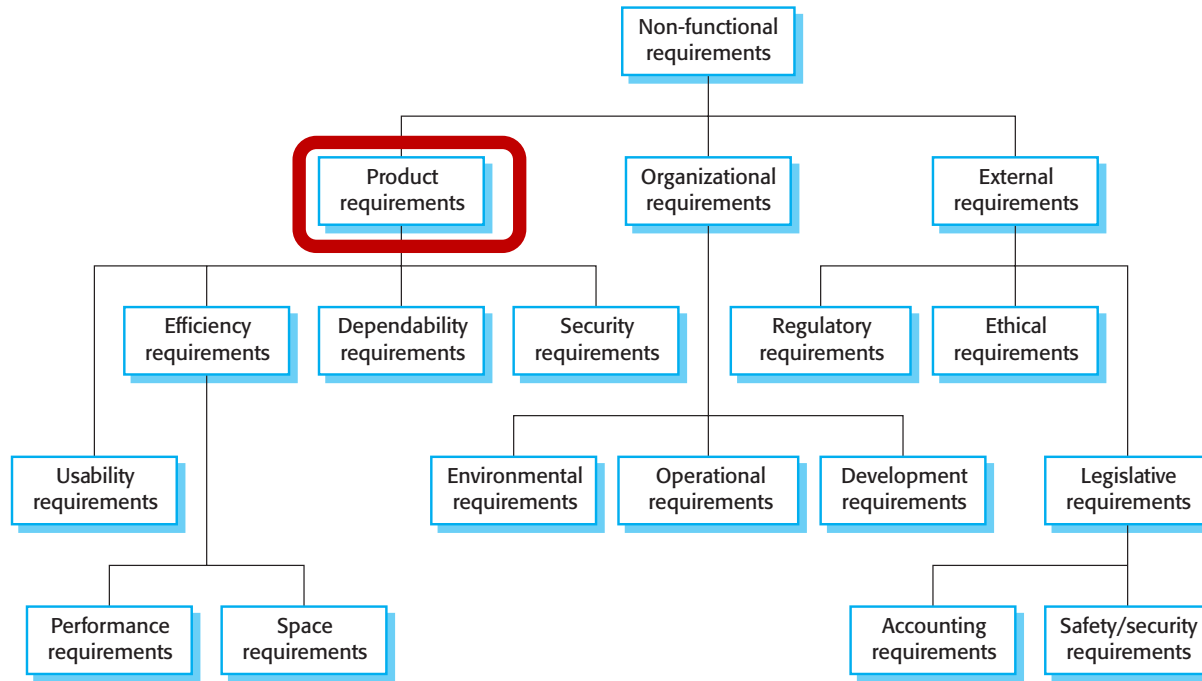 Non-functional
requirements
Product
requirements
Organizational
requirements
External
requirements
Efficiency
requirements
Dependability
requirements
Security
requirements
Regulatory
requirements
Ethical
requirements
Usability
requirements
Environmental
requirements
Operational
requirements
Development
requirements
Legislative
requirements
Performance
requirements
Space
requirements
Accounting
requirements
Safety/security
requirements